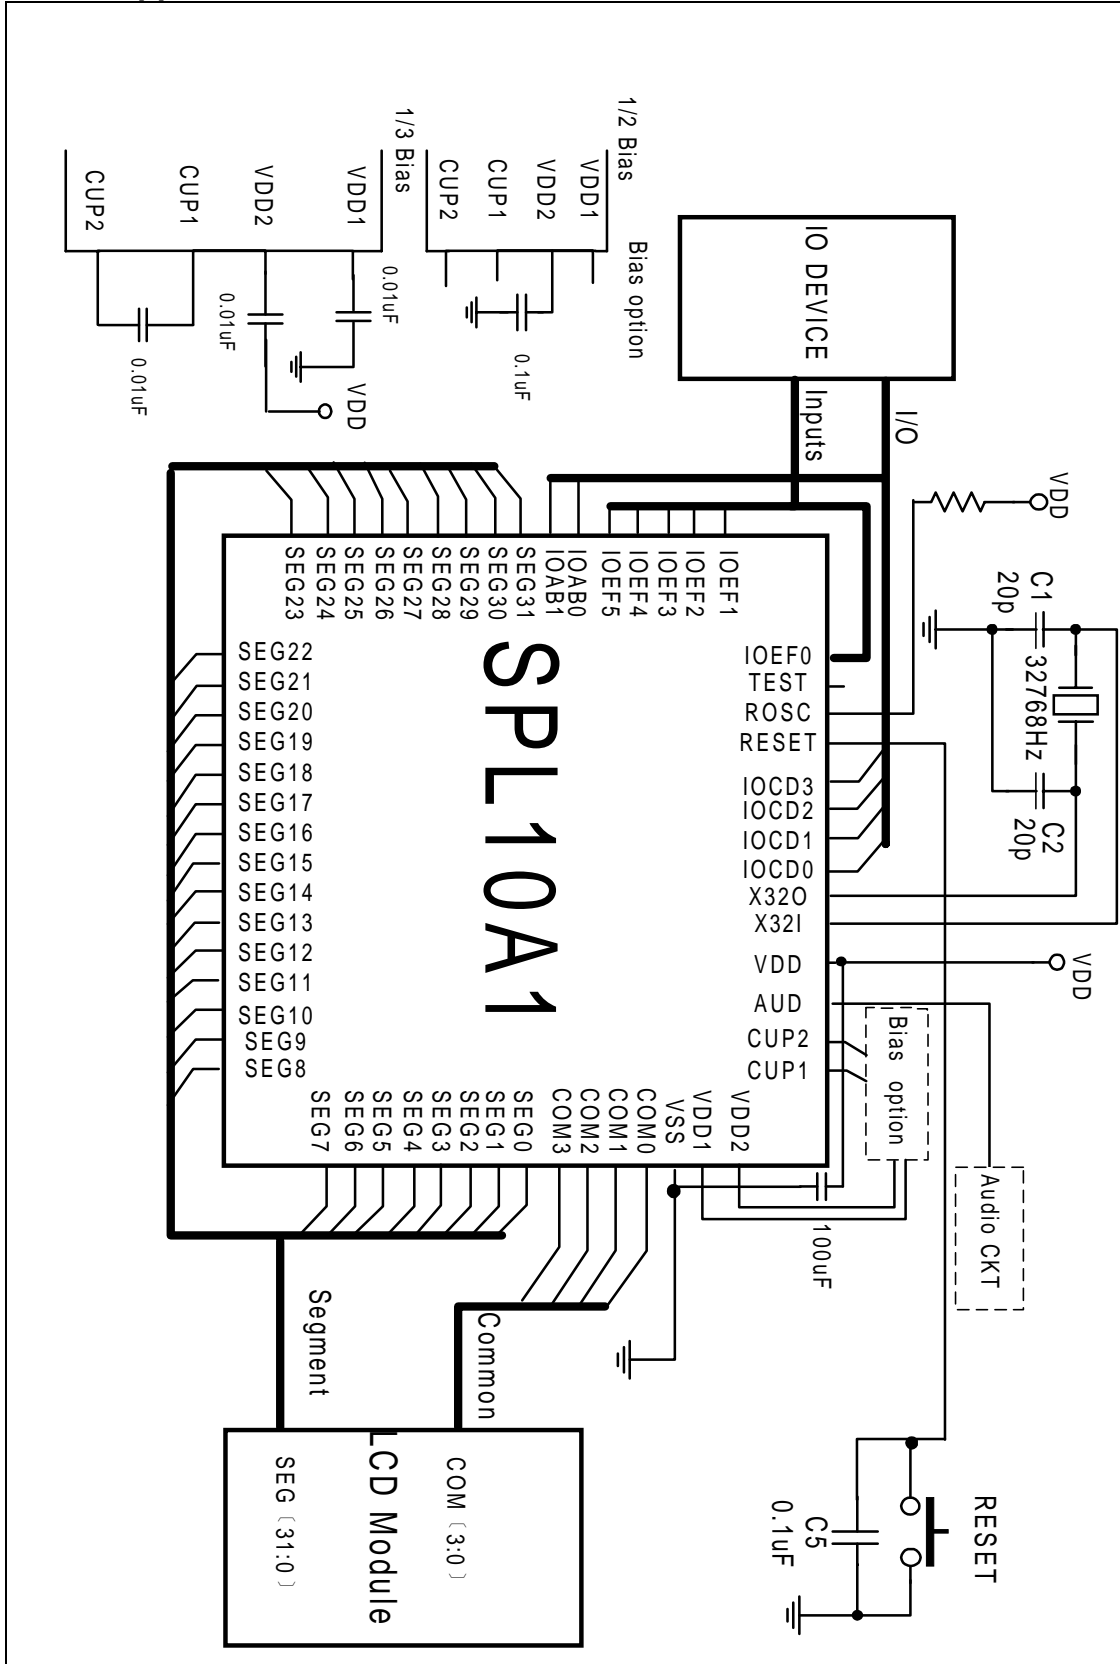 1/3 Bias
CUP2
CUP1
VDD2
VDD1
0.01uF
0.01uF
0.01uF
VDD
1/2 Bias
CUP2
CUP1
VDD2
VDD1
Bias option
0.1uF
IO DEVICE
Inputs
I/O
VDD
C1
20p
32768Hz
C2
20p
SEG23
SEG24
SEG25
SEG26
SEG27
SEG28
SEG29
SEG30
SEG31
IOAB1
IOAB0
IOEF5
IOEF4
IOEF3
IOEF2
IOEF1
SEG22
SEG21
SEG20
SEG19
SEG18
SEG17
SEG16
SEG15
SEG14
SEG13
SEG12
SEG11
SEG10
SEG9
SEG8
SPL10A1
IOEF0
TEST
ROSC
RESET
IOCD3
IOCD2
IOCD1
IOCD0
X32O
X32I
VDD
AUD
CUP2
CUP1
VDD
Bias option
Audio CKT
SEG7
SEG6
SEG5
SEG4
SEG3
SEG2
SEG1
SEG0
COM3
COM2
COM1
COM0
VSS
VDD1
VDD2
100uF
Segment
Common
LCD Module
SEG (31:0)
COM (3:0)
RESET
C5
0.1uF